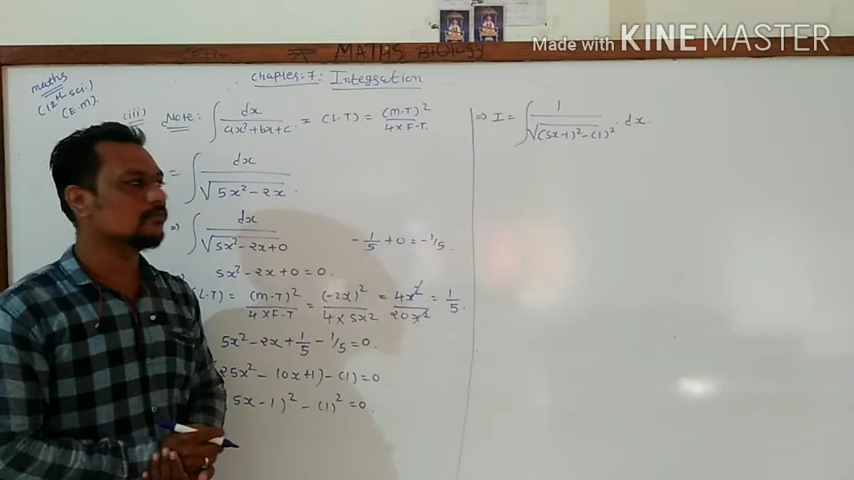 MATHS BIOLOGY
Made with KINEMASTER
maths
(12th sci.)
(E.M)
Chapter-7: Integration
(iii) Note: ∫ dx / (ax²+bx+c) = (L.T) = (M.T)² / 4×F.T.
= ∫ dx / √(5x²-2x).
⇒ ∫ dx / √(5x²-2x+0)
-1/5 + 0 = -1/5.
5x²-2x+0=0.
(L.T) = (M.T)² / 4×F.T = (-2x)² / 4×5x² = 4x² / 20x² = 1/5.
5x²-2x+1/5-1/5=0.
25x²-10x+1)-(1)=0
5x-1)²-(1)²=0.
⇒ I = ∫ 1 / √((5x-1)²-(1)²) . dx.